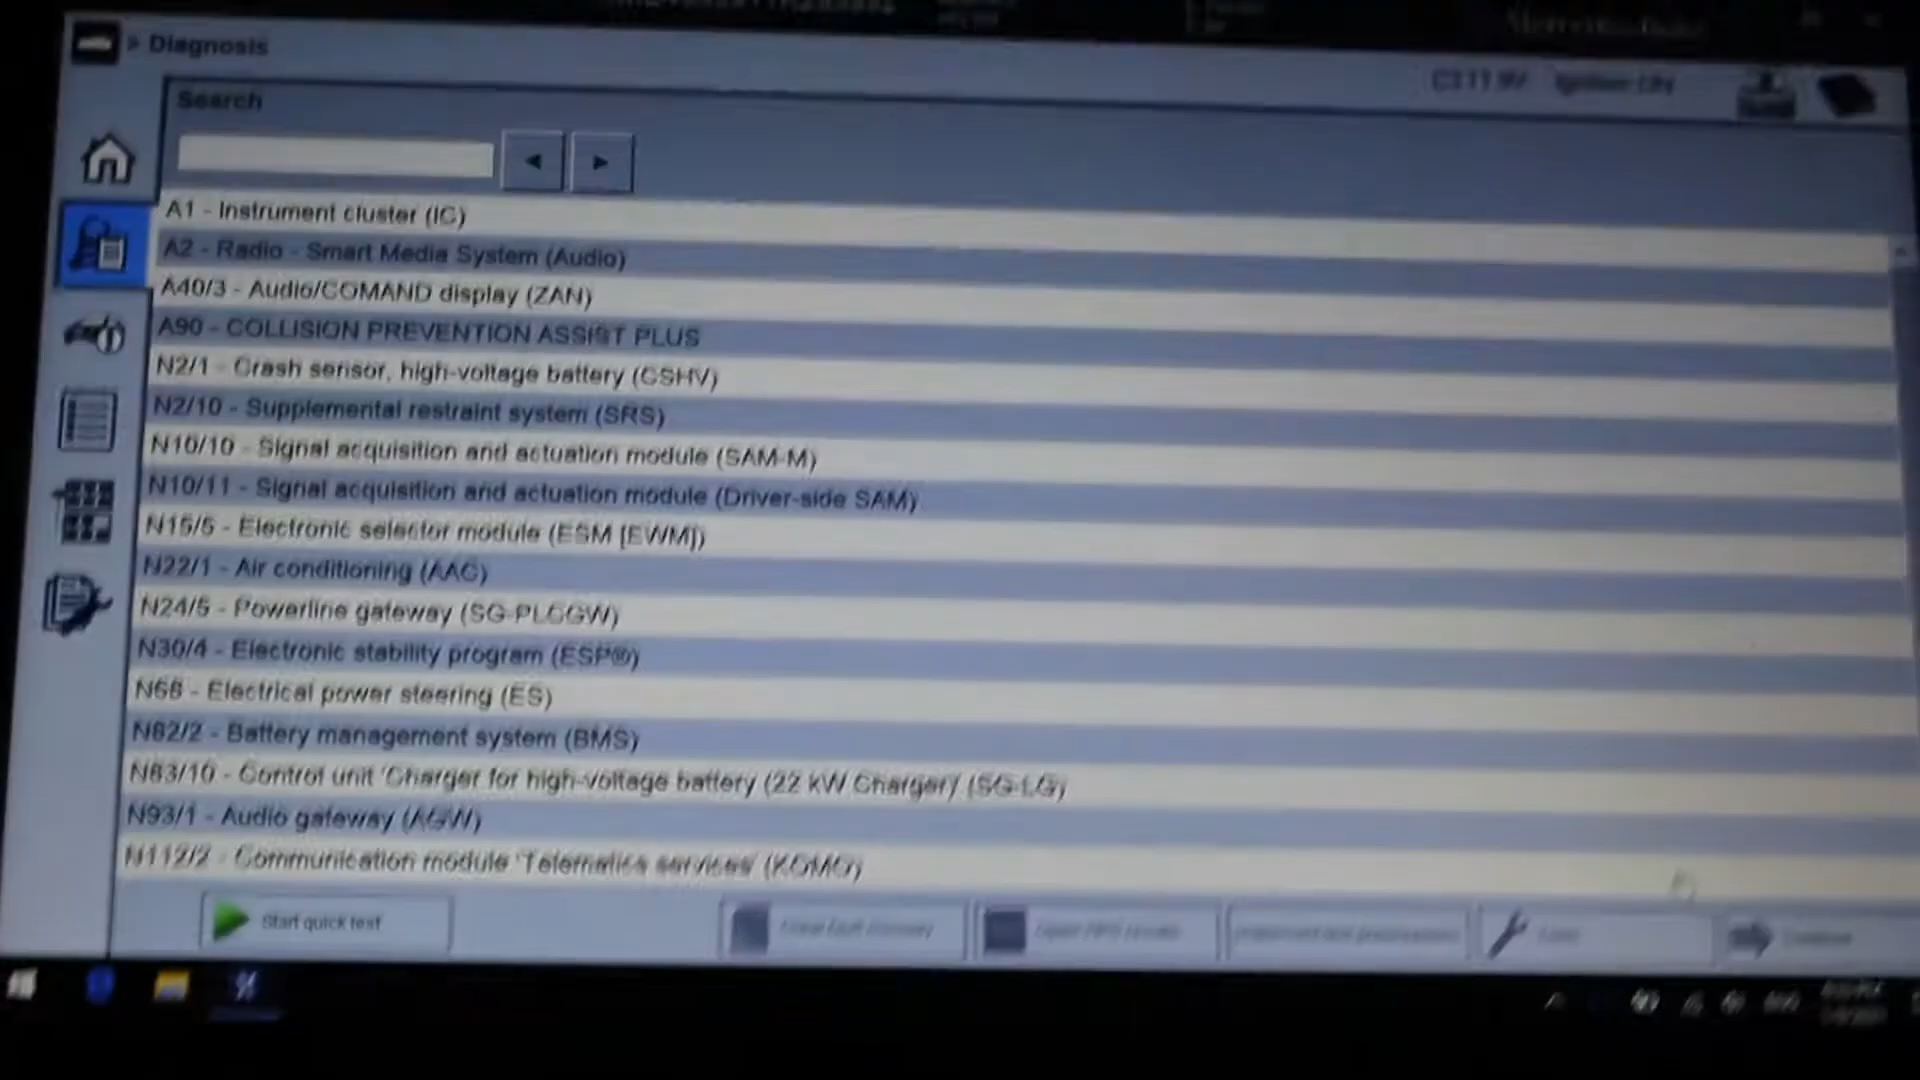 » Diagnosis
Search
Ignition ON
A1 - Instrument cluster (IC)
A2 - Radio - Smart Media System (Audio)
A40/3 - Audio/COMAND display (ZAN)
A90 - COLLISION PREVENTION ASSIST PLUS
N2/1 - Crash sensor, high-voltage battery (CSHV)
N2/10 - Supplemental restraint system (SRS)
N10/10 - Signal acquisition and actuation module (SAM-M)
N10/11 - Signal acquisition and actuation module (Driver-side SAM)
N15/5 - Electronic selector module (ESM [EWM])
N22/1 - Air conditioning (AAC)
N24/5 - Powerline gateway (SG-PLCGW)
N30/4 - Electronic stability program (ESP®)
N68 - Electrical power steering (ES)
N82/2 - Battery management system (BMS)
N83/10 - Control unit 'Charger for high-voltage battery (22 kW Charger)' (SG-LG)
N93/1 - Audio gateway (AGW)
N112/2 - Communication module 'Telematics services' (KOMO)
Start quick test